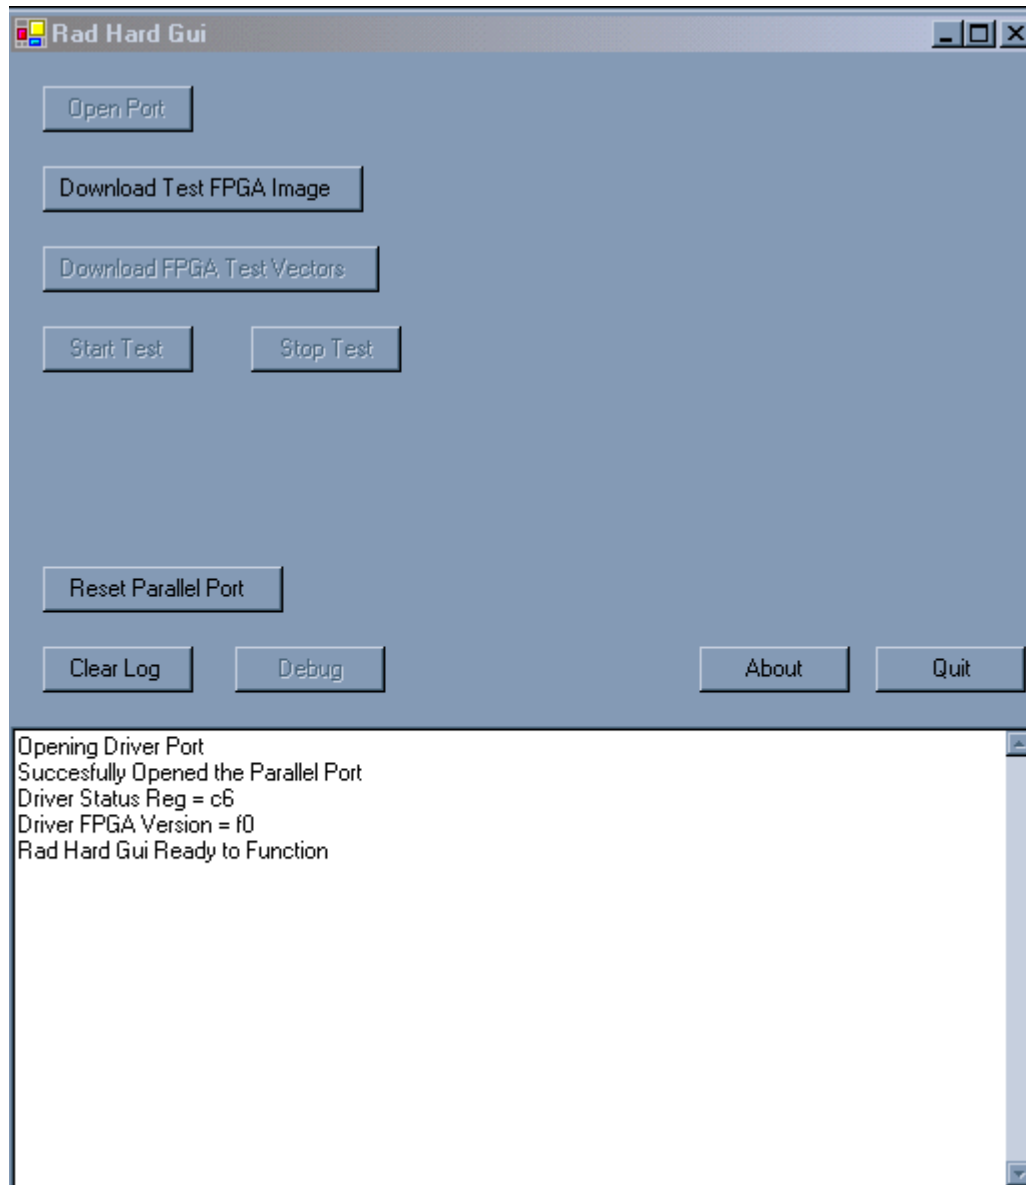 Rad Hard Gui
Open Port
Download Test FPGA Image
Download FPGA Test Vectors
Start Test Stop Test
Reset Parallel Port
Clear Log Debug About Quit
Opening Driver Port
Succesfully Opened the Parallel Port
Driver Status Reg = c6
Driver FPGA Version = f0
Rad Hard Gui Ready to Function